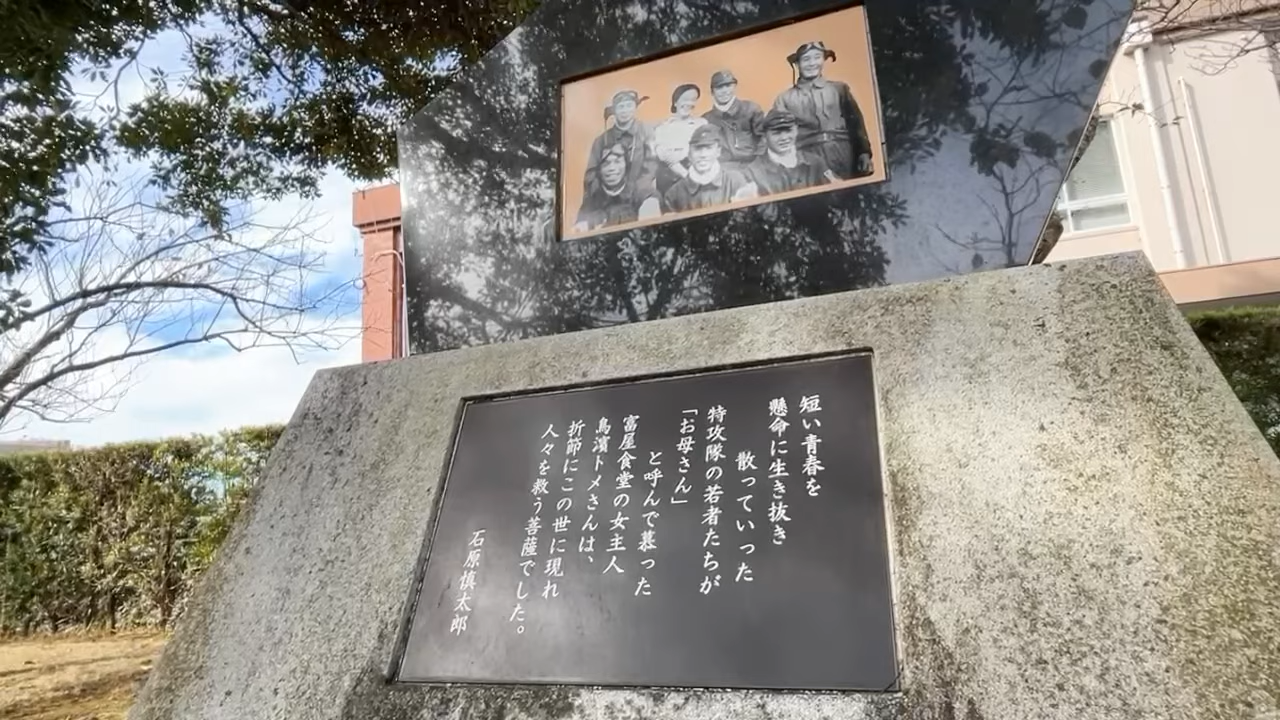 短い青春を
懸命に生き抜き
散っていった
特攻隊の若者たちが
「お母さん」
と呼んで慕った
富屋食堂の女主人
鳥濱トメさんは、
折節にこの世に現れ
人々を救う菩薩でした。
石原慎太郎